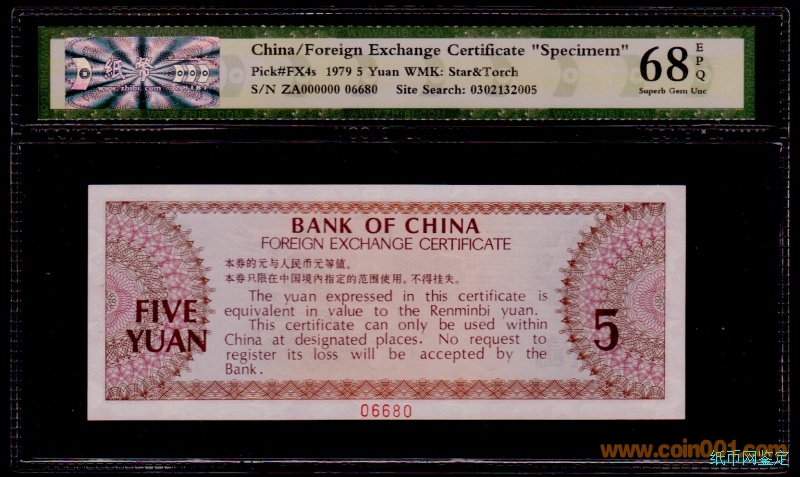 China/Foreign Exchange Certificate "Specimem"
Pick#FX4s 1979 5 Yuan WMK: Star&Torch
S/N ZA000000 06680 Site Search: 0302132005
68
EPQ
Superb Gem Unc
www.zhibi.com
BANK OF CHINA
FOREIGN EXCHANGE CERTIFICATE
本券的元与人民币元等值。
本券只限在中国境内指定的范围使用。不得挂失。
The yuan expressed in this certificate is
equivalent in value to the Renminbi yuan.
This certificate can only be used within
China at designated places. No request to
register its loss will be accepted by the
Bank.
FIVE
YUAN
5
06680
www.coin001.com
纸币网鉴定